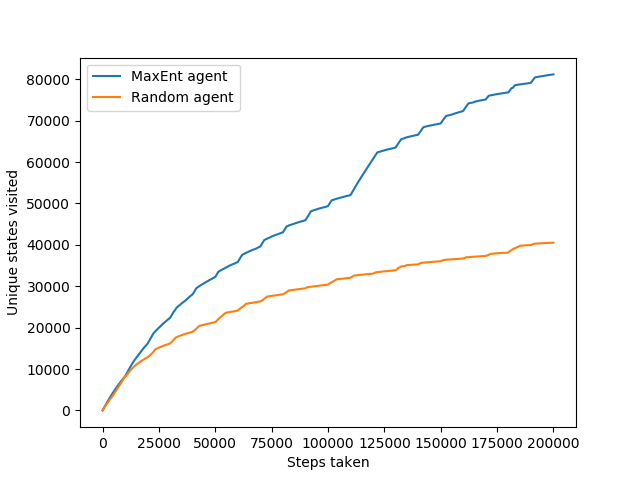 MaxEnt agent
Random agent
Unique states visited
80000
70000
60000
50000
40000
30000
20000
10000
0
0 25000 50000 75000 100000 125000 150000 175000 200000
Steps taken